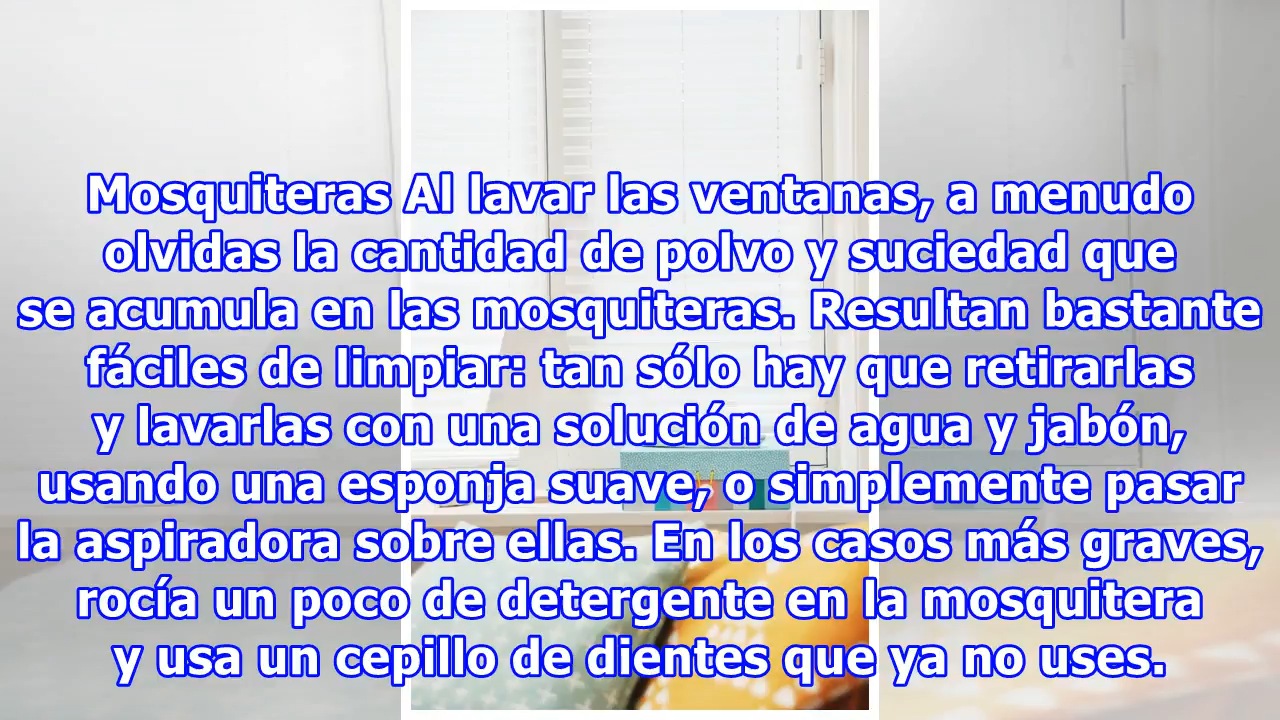 Mosquiteras Al lavar las ventanas, a menudo
olvidas la cantidad de polvo y suciedad que
se acumula en las mosquiteras. Resultan bastante
fáciles de limpiar: tan sólo hay que retirarlas
y lavarlas con una solución de agua y jabón,
usando una esponja suave, o simplemente pasar
la aspiradora sobre ellas. En los casos más graves,
rocía un poco de detergente en la mosquitera
y usa un cepillo de dientes que ya no uses.